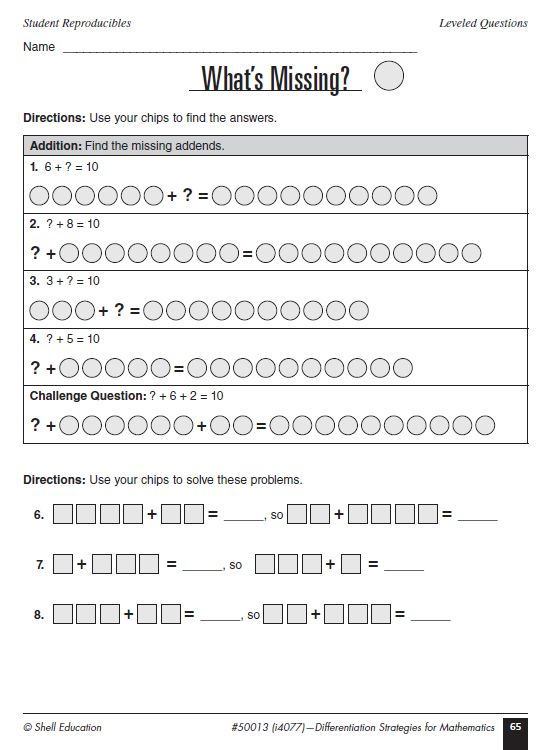 Student Reproducibles
Leveled Questions
Name ______________________
What's Missing?
Directions: Use your chips to find the answers.
Addition: Find the missing addends.
1. 6 + ? = 10
+ ? =
2. ? + 8 = 10
? + =
3. 3 + ? = 10
+ ? =
4. ? + 5 = 10
? + =
Challenge Question: ? + 6 + 2 = 10
? + + =
Directions: Use your chips to solve these problems.
6. + = _____, so + = _____
7. + = _____, so + = _____
8. + = _____, so + = _____
© Shell Education
#50013 (i4077)—Differentiation Strategies for Mathematics
65